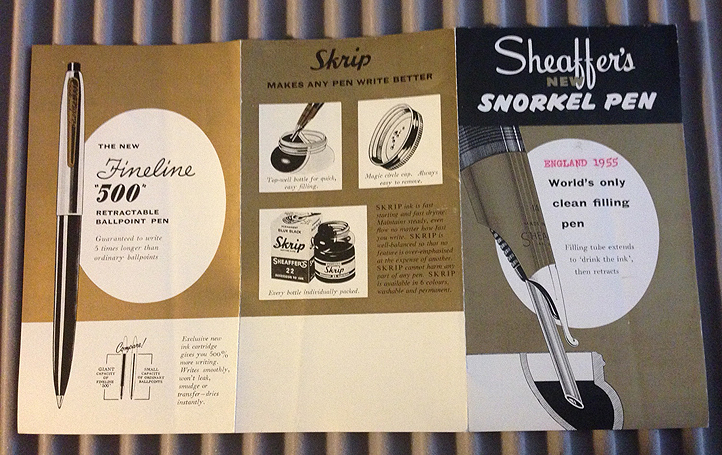 THE NEW
Fineline
"500"
RETRACTABLE
BALLPOINT PEN
Guaranteed to write
5 times longer than
ordinary ballpoints
Compare!
GIANT
CAPACITY
OF
FINELINE
500
SMALL
CAPACITY
OF ORDINARY
BALLPOINTS
Exclusive new
ink cartridge
gives you 500%
more writing.
Writes smoothly,
won't leak,
smudge or
transfer—dries
instantly.
Skrip
MAKES ANY PEN WRITE BETTER
Top-well bottle for quick,
easy filling.
Magic circle cap. Always
easy to remove.
PERMANENT
BLUE BLACK
Skrip
SHEAFFER'S
22
Skrip
Every bottle individually packed.
SKRIP ink is fast
starting and fast drying.
Maintains steady, even
flow no matter how fast
you write. SKRIP is
well-balanced so that no
feature is over-emphasised
at the expense of another.
SKRIP cannot harm any
part of any pen. SKRIP
is available in 6 colours,
washable and permanent.
Sheaffer's
NEW
SNORKEL PEN
ENGLAND 1955
World's only
clean filling
pen
Filling tube extends
to 'drink the ink',
then retracts